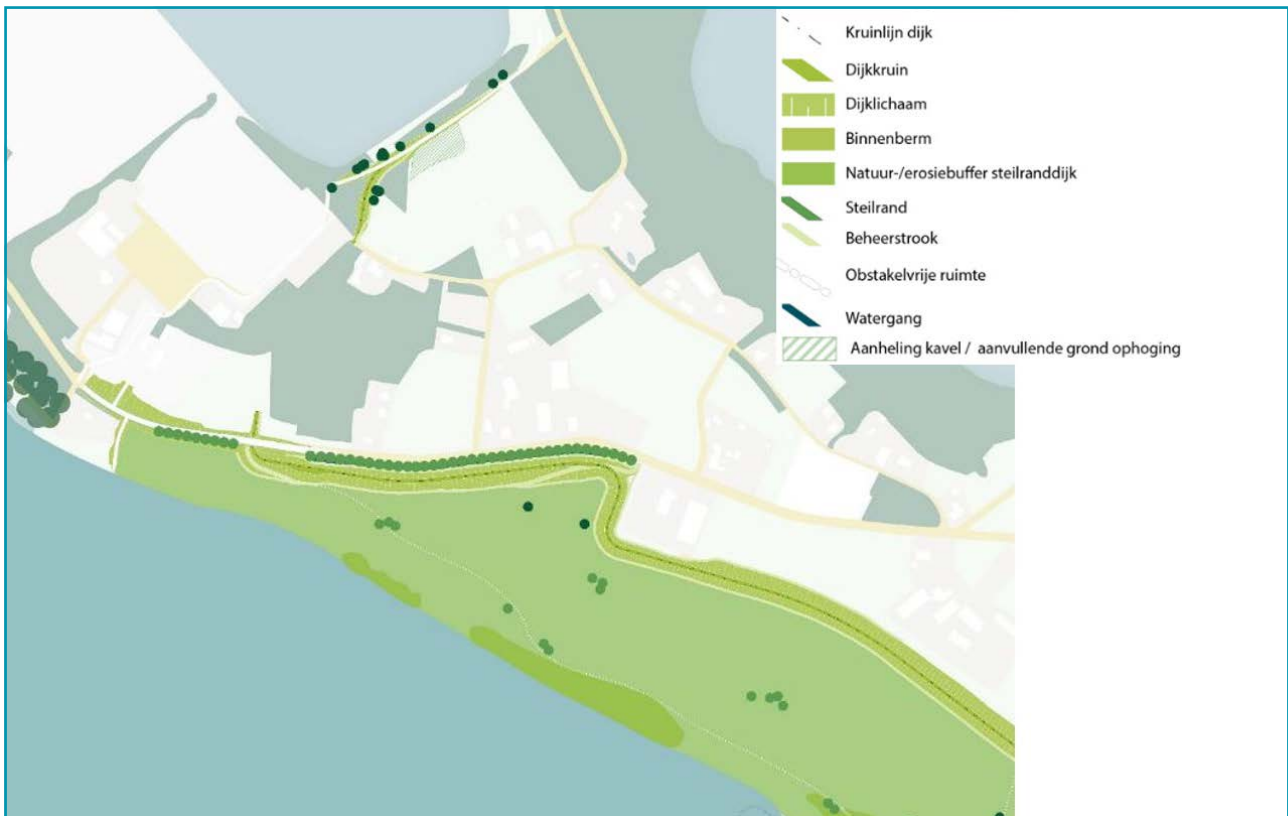 Kruinlijn dijk
Dijkkruin
Dijklichaam
Binnenberm
Natuur-/erosiebuffer steilranddijk
Steilrand
Beheerstrook
Obstakelvrije ruimte
Watergang
Aanheling kavel / aanvullende grond ophoging